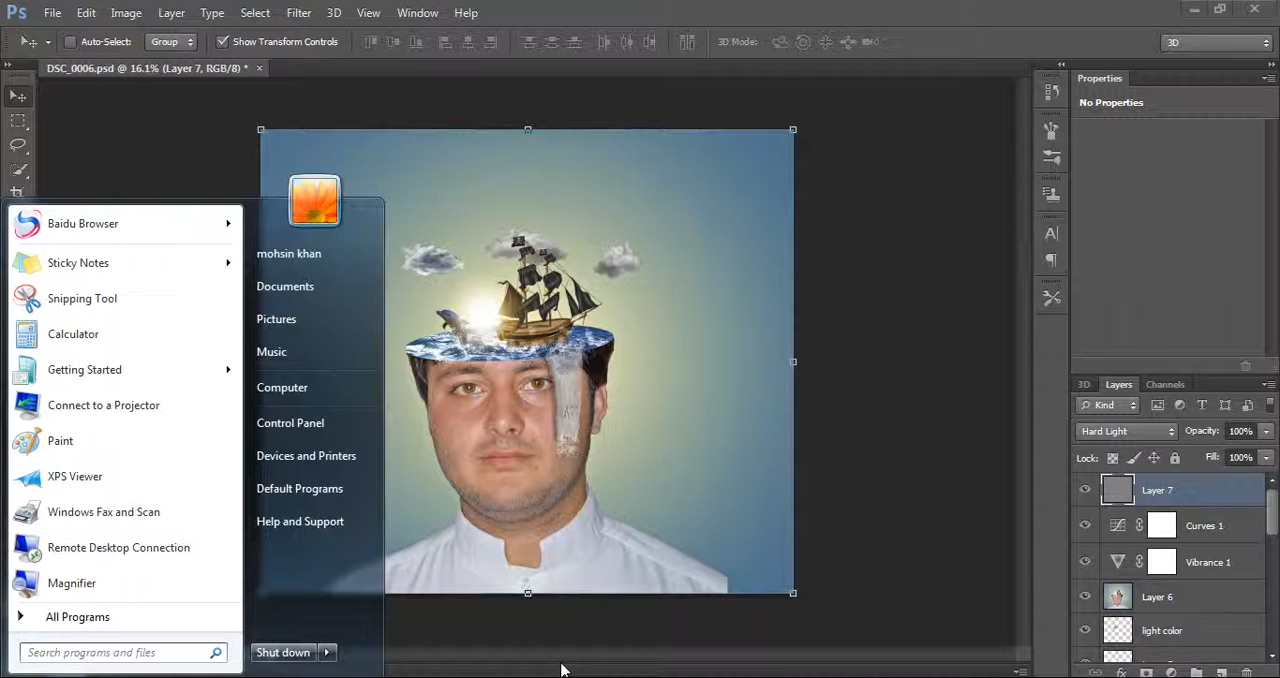 Ps File Edit Image Layer Type Select Filter 3D View Window Help
Auto-Select: Group Show Transform Controls 3D Mode: 3D
DSC_0006.psd @ 16.1% (Layer 7, RGB/8) * ×
Properties
No Properties
Baidu Browser
Sticky Notes
Snipping Tool
Calculator
Getting Started
Connect to a Projector
Paint
XPS Viewer
Windows Fax and Scan
Remote Desktop Connection
Magnifier
All Programs
Search programs and files
mohsin khan
Documents
Pictures
Music
Computer
Control Panel
Devices and Printers
Default Programs
Help and Support
Shut down
3D Layers Channels
Kind
Hard Light Opacity: 100%
Lock: Fill: 100%
Layer 7
Curves 1
Vibrance 1
Layer 6
light color